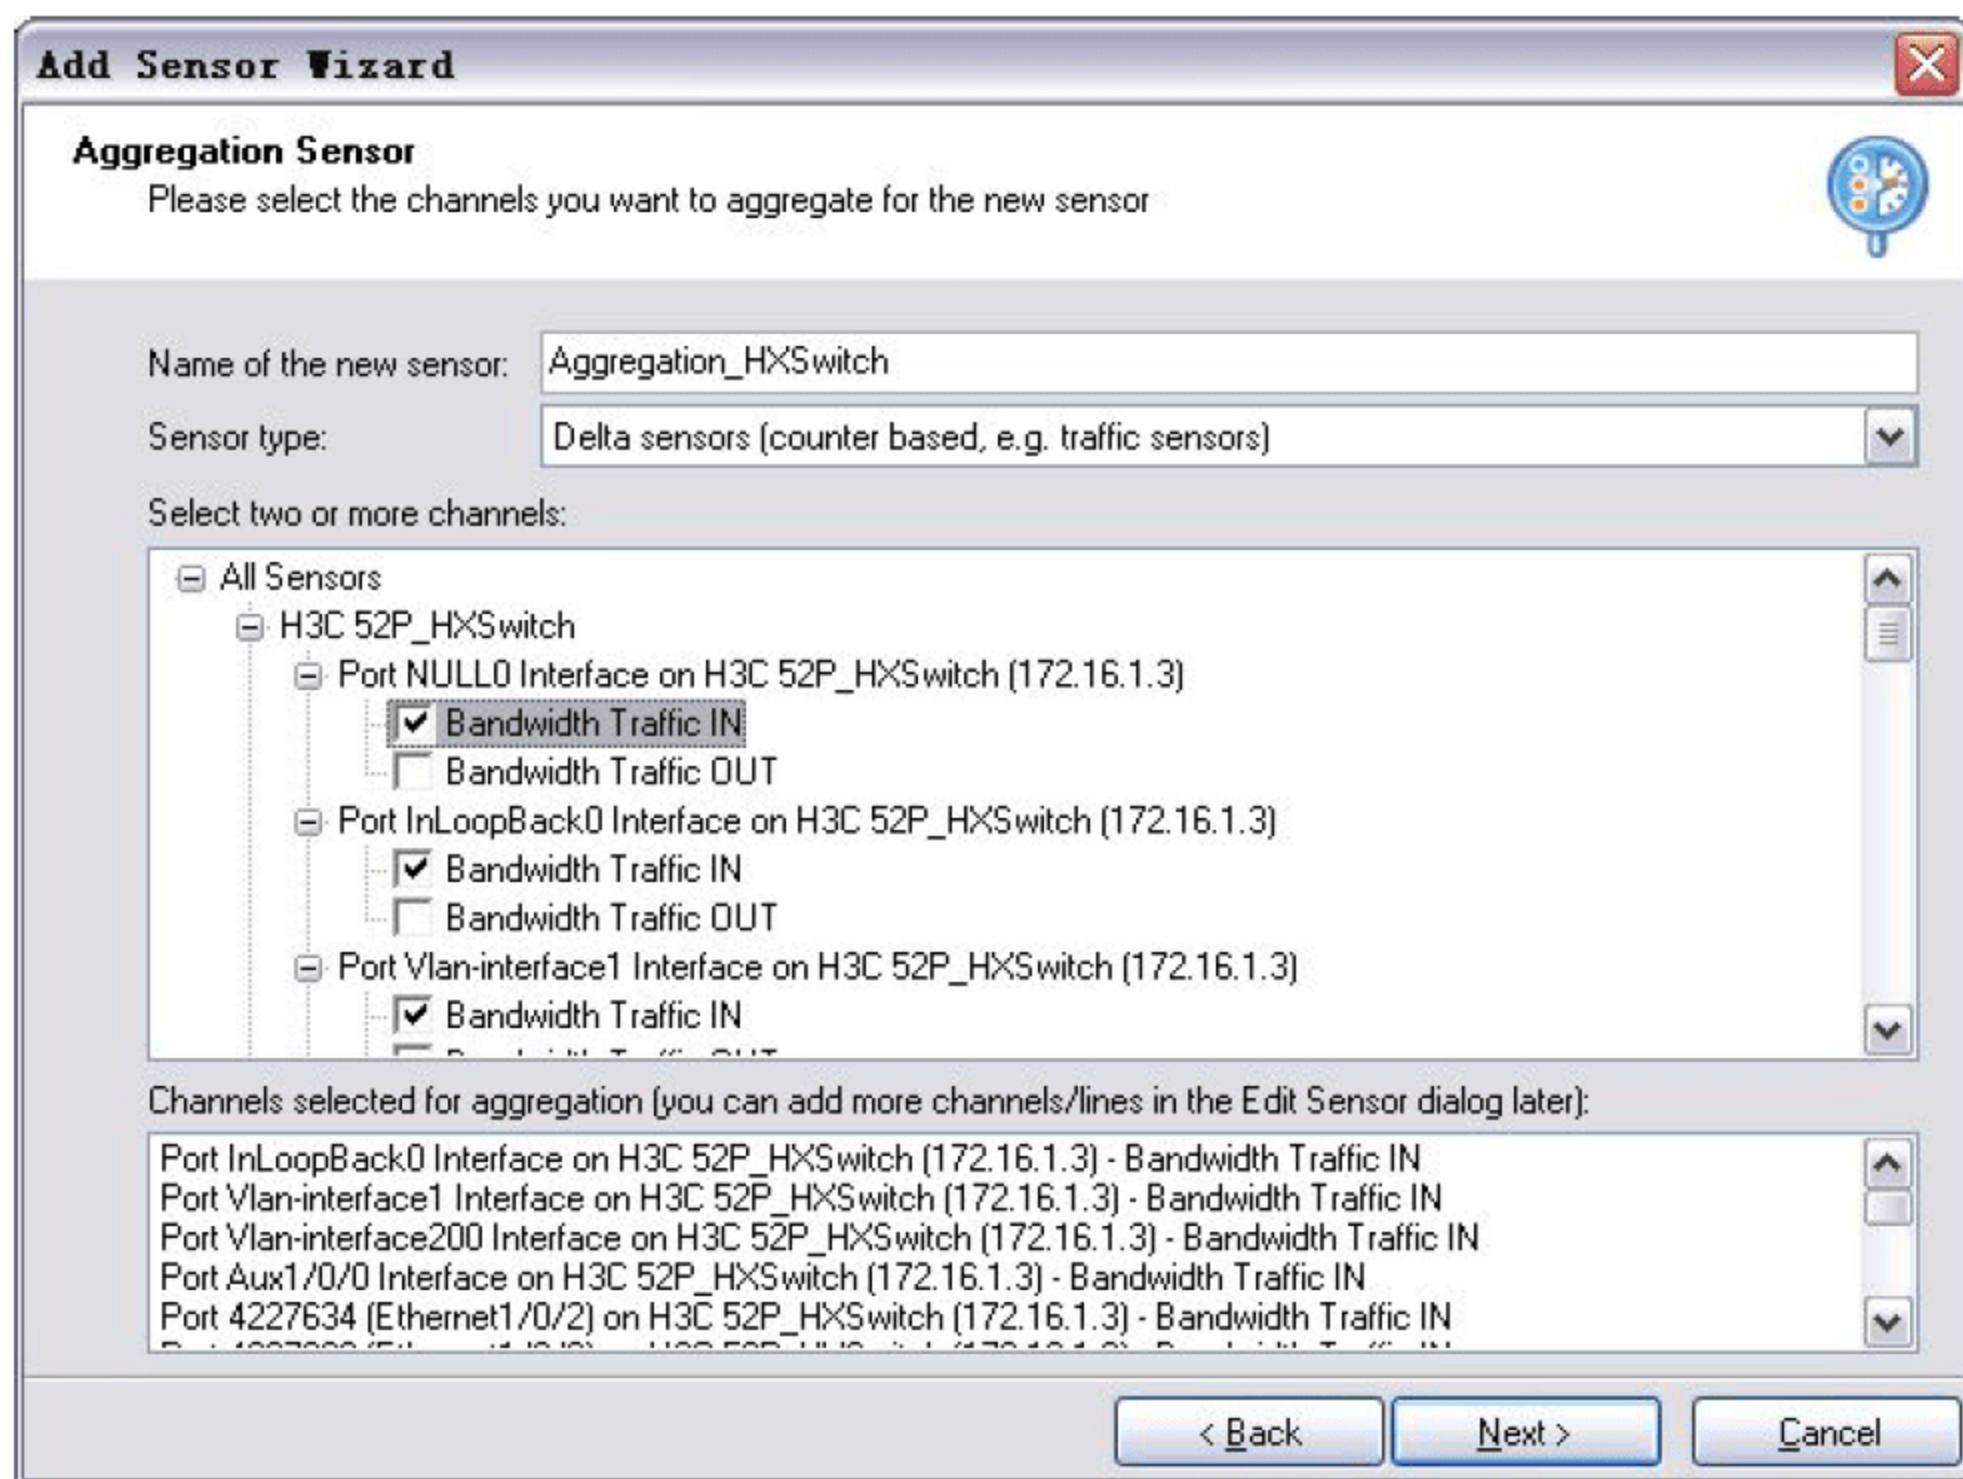 Add Sensor Wizard
Aggregation Sensor
Please select the channels you want to aggregate for the new sensor
Name of the new sensor: Aggregation_HXSwitch
Sensor type: Delta sensors (counter based, e.g. traffic sensors)
Select two or more channels:
All Sensors
H3C 52P_HXSwitch
Port NULL0 Interface on H3C 52P_HXSwitch (172.16.1.3)
Bandwidth Traffic IN
Bandwidth Traffic OUT
Port InLoopBack0 Interface on H3C 52P_HXSwitch (172.16.1.3)
Bandwidth Traffic IN
Bandwidth Traffic OUT
Port Vlan-interface1 Interface on H3C 52P_HXSwitch (172.16.1.3)
Bandwidth Traffic IN
Channels selected for aggregation (you can add more channels/lines in the Edit Sensor dialog later):
Port InLoopBack0 Interface on H3C 52P_HXSwitch (172.16.1.3) - Bandwidth Traffic IN
Port Vlan-interface1 Interface on H3C 52P_HXSwitch (172.16.1.3) - Bandwidth Traffic IN
Port Vlan-interface200 Interface on H3C 52P_HXSwitch (172.16.1.3) - Bandwidth Traffic IN
Port Aux1/0/0 Interface on H3C 52P_HXSwitch (172.16.1.3) - Bandwidth Traffic IN
Port 4227634 (Ethernet1/0/2) on H3C 52P_HXSwitch (172.16.1.3) - Bandwidth Traffic IN
< Back Next > Cancel